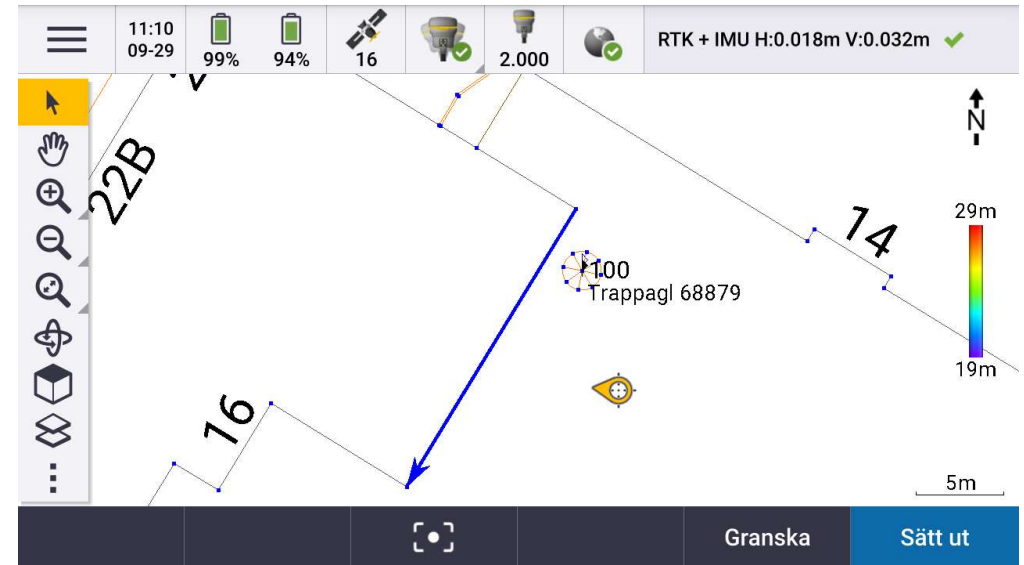 11:10
09-29
99%
94%
16
2.000
RTK + IMU H:0.018m V:0.032m
N
22B
14
29m
100
Trappagl 68879
19m
16
5m
Granska
Sätt ut